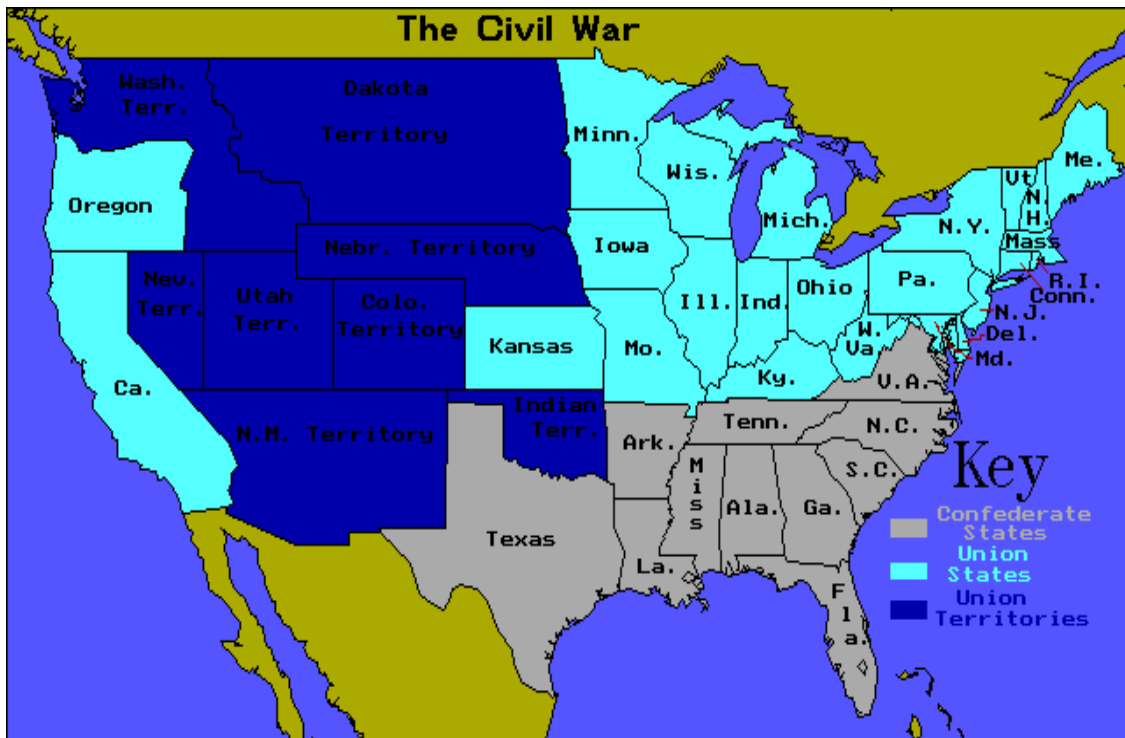 The Civil War
Wash.
Terr.
Dakota
Territory
Minn.
Oregon
Wis.
Mich.
Me.
Vt
N
H.
N.Y.
Mass
R.I.
Conn.
Nebr. Territory
Iowa
Nev.
Terr.
Utah
Terr.
Colo.
Territory
Ill.
Ind.
Ohio
Pa.
N.J.
Del.
Md.
W.
Va.
Kansas
Mo.
Ky.
V.A.
Ca.
N.M. Territory
Indian
Terr.
Ark.
Tenn.
N.C.
S.C.
Texas
La.
M
i
s
s
Ala.
Ga.
F
l
a.
Key
Confederate
States
Union
States
Union
Territories